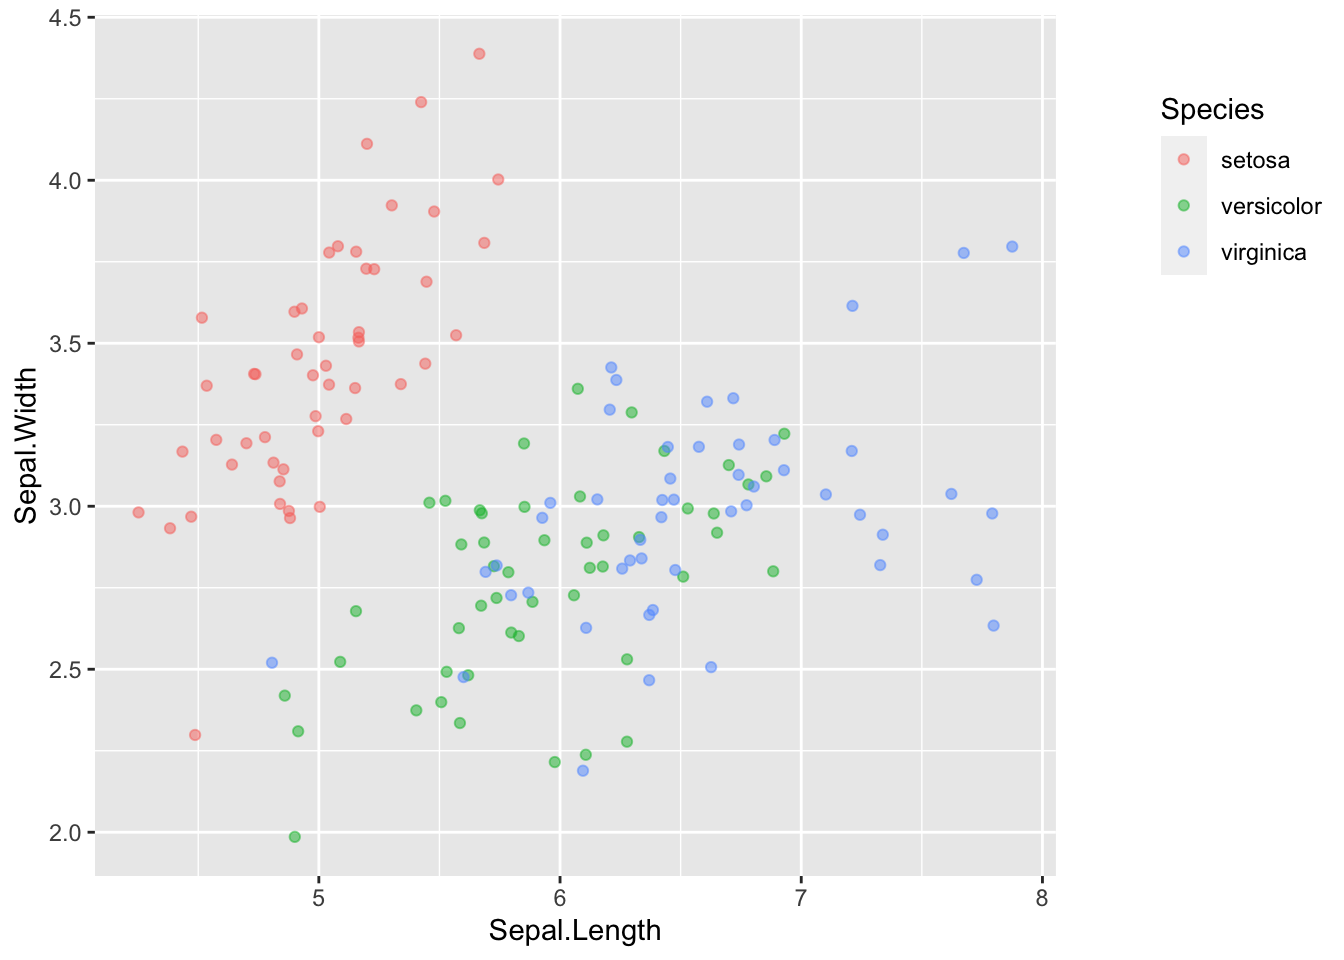 4.5
4.0
3.5
3.0
2.5
2.0
Sepal.Width
5 6 7 8
Sepal.Length
Species
setosa
versicolor
virginica